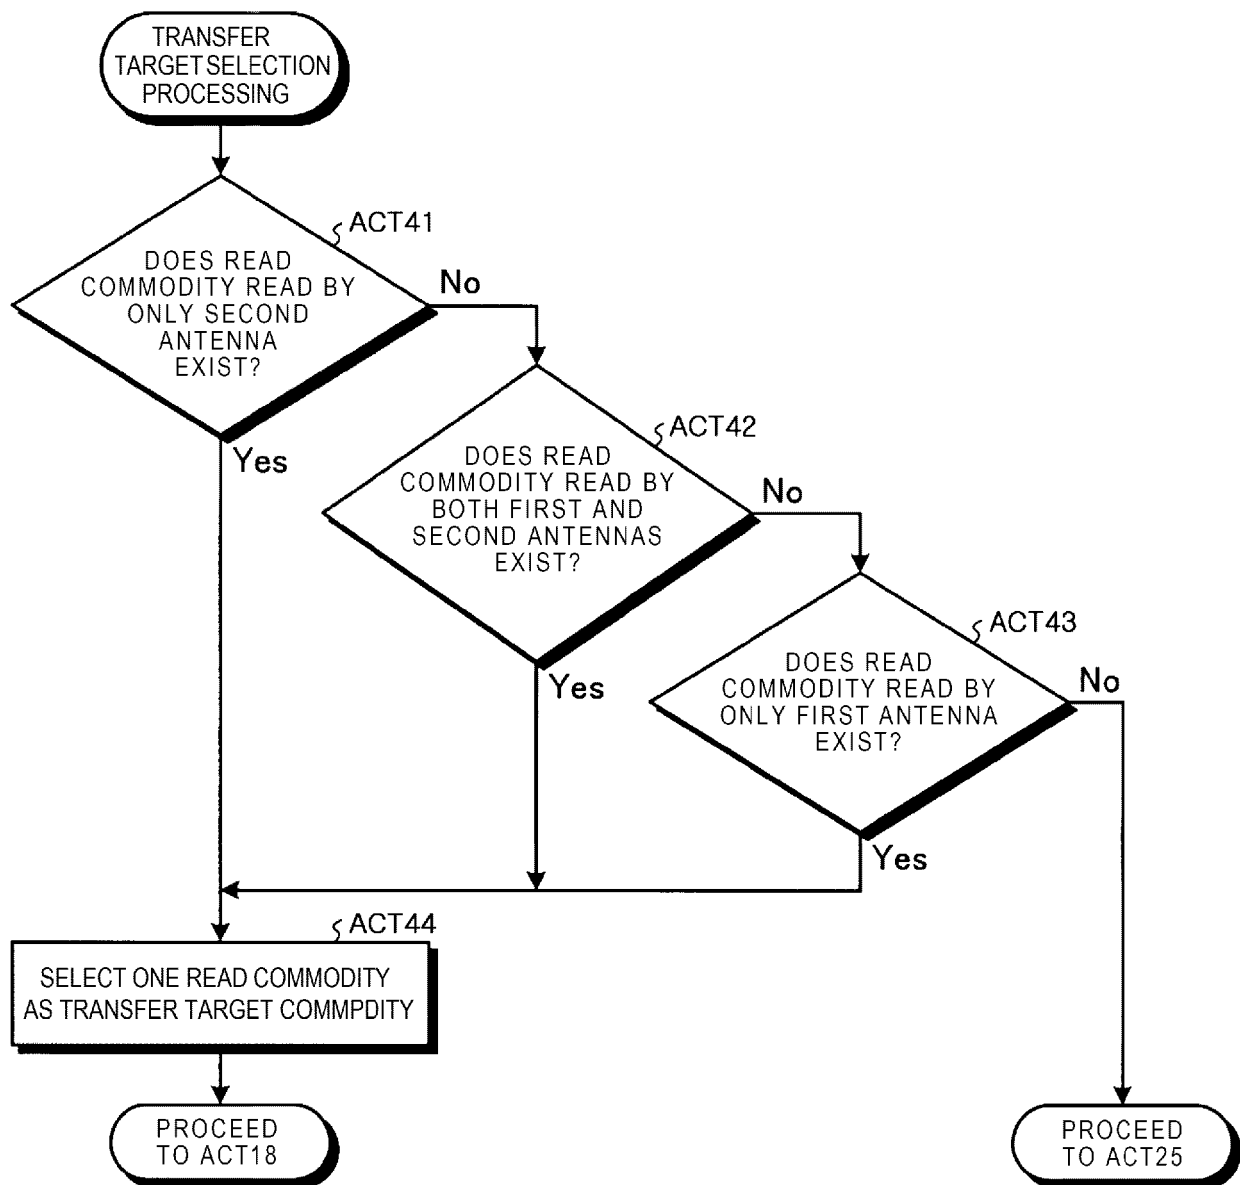 TRANSFER
TARGET SELECTION
PROCESSING
ACT41
DOES READ
COMMODITY READ BY
ONLY SECOND
ANTENNA
EXIST?
No
Yes
ACT42
DOES READ
COMMODITY READ BY
BOTH FIRST AND
SECOND ANTENNAS
EXIST?
No
Yes
ACT43
DOES READ
COMMODITY READ BY
ONLY FIRST ANTENNA
EXIST?
No
Yes
ACT44
SELECT ONE READ COMMODITY
AS TRANSFER TARGET COMMPDITY
PROCEED
TO ACT18
PROCEED
TO ACT25